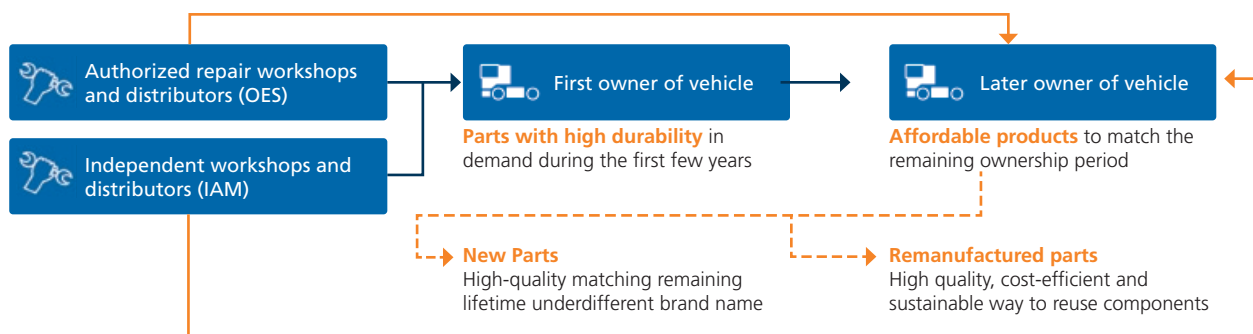 Authorized repair workshops
and distributors (OES)
First owner of vehicle
Later owner of vehicle
Parts with high durability in
demand during the first few years
Affordable products to match the
remaining ownership period
Independent workshops and
distributors (IAM)
New Parts
High-quality matching remaining
lifetime underdifferent brand name
Remanufactured parts
High quality, cost-efficient and
sustainable way to reuse components